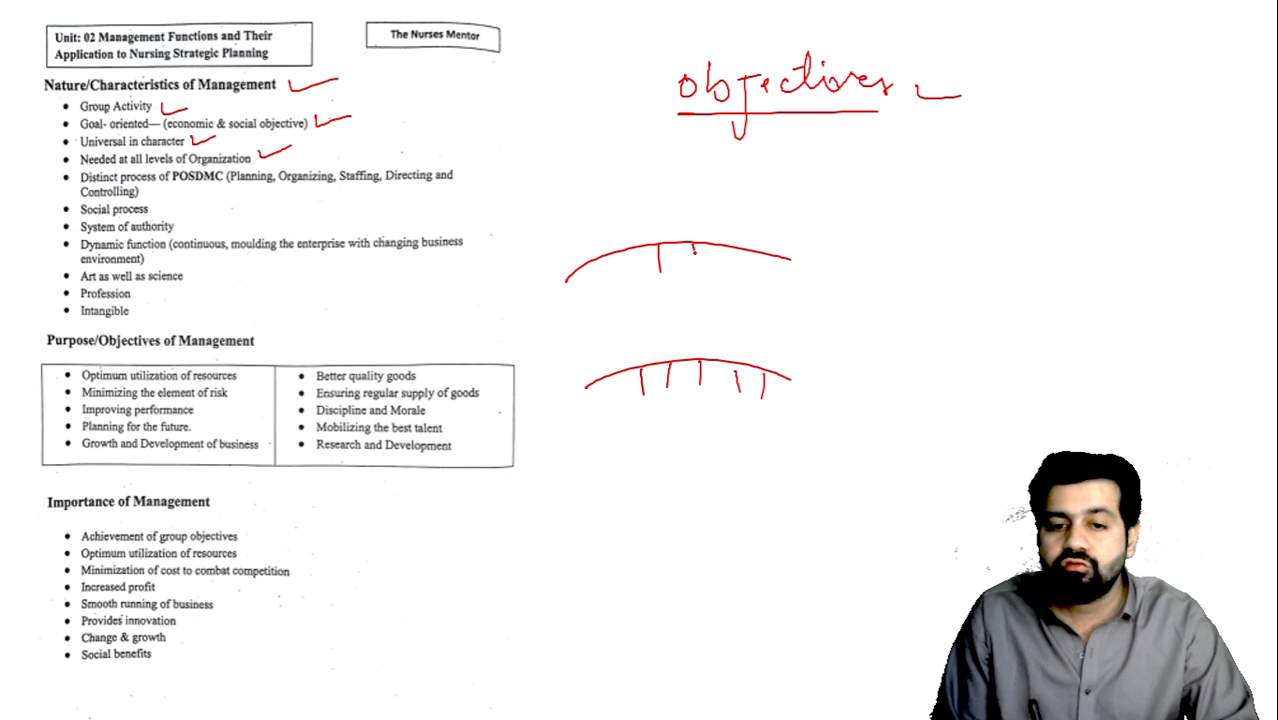 Unit: 02 Management Functions and Their
Application to Nursing Strategic Planning
The Nurses Mentor
Nature/Characteristics of Management
• Group Activity
• Goal- oriented— (economic & social objective)
• Universal in character
• Needed at all levels of Organization
• Distinct process of POSDMC (Planning, Organizing, Staffing, Directing and
Controlling)
• Social process
• System of authority
• Dynamic function (continuous, moulding the enterprise with changing business
environment)
• Art as well as science
• Profession
• Intangible
Purpose/Objectives of Management
• Optimum utilization of resources
• Minimizing the element of risk
• Improving performance
• Planning for the future.
• Growth and Development of business
• Better quality goods
• Ensuring regular supply of goods
• Discipline and Morale
• Mobilizing the best talent
• Research and Development
Importance of Management
• Achievement of group objectives
• Optimum utilization of resources
• Minimization of cost to combat competition
• Increased profit
• Smooth running of business
• Provides innovation
• Change & growth
• Social benefits
Objectives